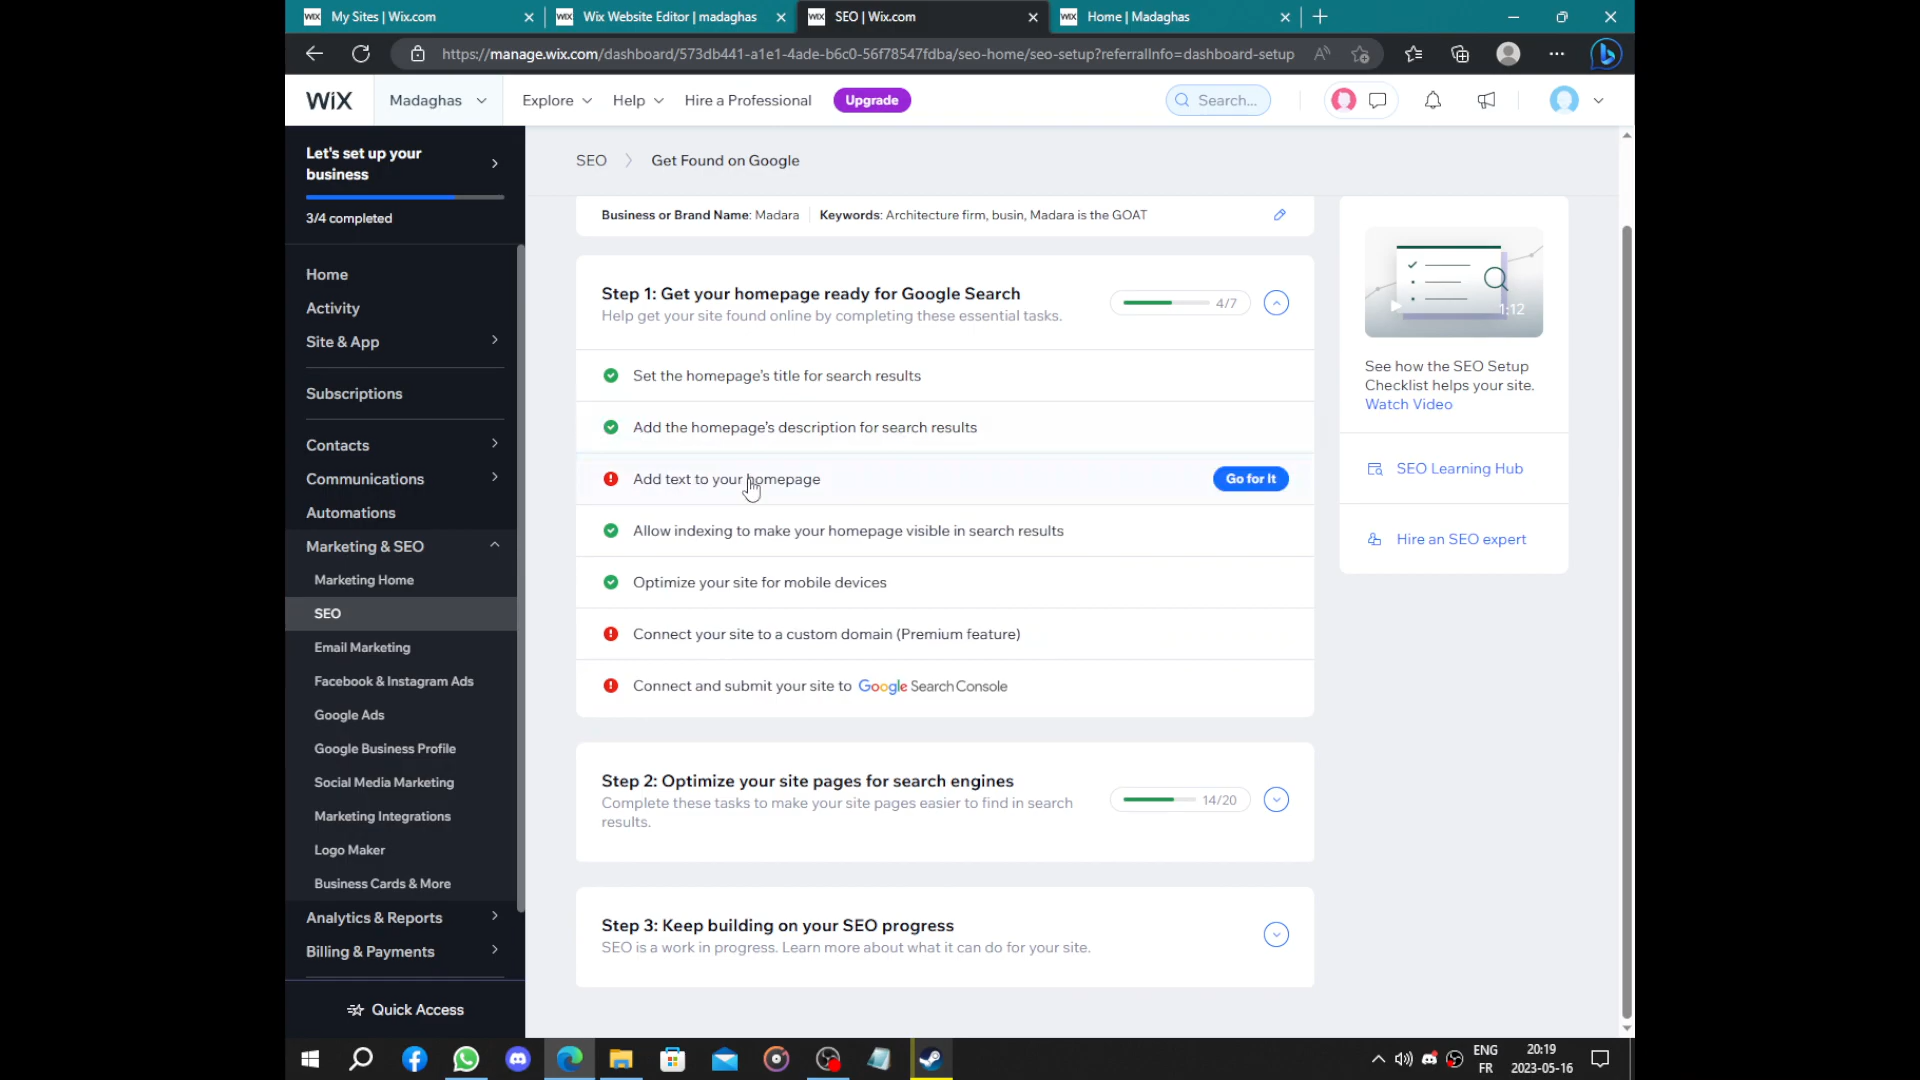 WiX My Sites | Wix.com
WiX Wix Website Editor | madaghas
WiX SEO | Wix.com
WiX Home | Madaghas
https://manage.wix.com/dashboard/573db441-a1e1-4ade-b6c0-56f78547fdba/seo-home/seo-setup?referralInfo=dashboard-setup
WiX
Madaghas
Explore
Help
Hire a Professional
Upgrade
Search...
Let's set up your
business
3/4 completed
Home
Activity
Site & App
Subscriptions
Contacts
Communications
Automations
Marketing & SEO
Marketing Home
SEO
Email Marketing
Facebook & Instagram Ads
Google Ads
Google Business Profile
Social Media Marketing
Marketing Integrations
Logo Maker
Business Cards & More
Analytics & Reports
Billing & Payments
Quick Access
SEO > Get Found on Google
Business or Brand Name: Madara | Keywords: Architecture firm, busin, Madara is the GOAT
Step 1: Get your homepage ready for Google Search
Help get your site found online by completing these essential tasks.
4/7
Set the homepage's title for search results
Add the homepage's description for search results
Add text to your homepage
Go for It
Allow indexing to make your homepage visible in search results
Optimize your site for mobile devices
Connect your site to a custom domain (Premium feature)
Connect and submit your site to Google Search Console
Step 2: Optimize your site pages for search engines
Complete these tasks to make your site pages easier to find in search
results.
14/20
Step 3: Keep building on your SEO progress
SEO is a work in progress. Learn more about what it can do for your site.
1:12
See how the SEO Setup
Checklist helps your site.
Watch Video
SEO Learning Hub
Hire an SEO expert
ENG
FR
20:19
2023-05-16